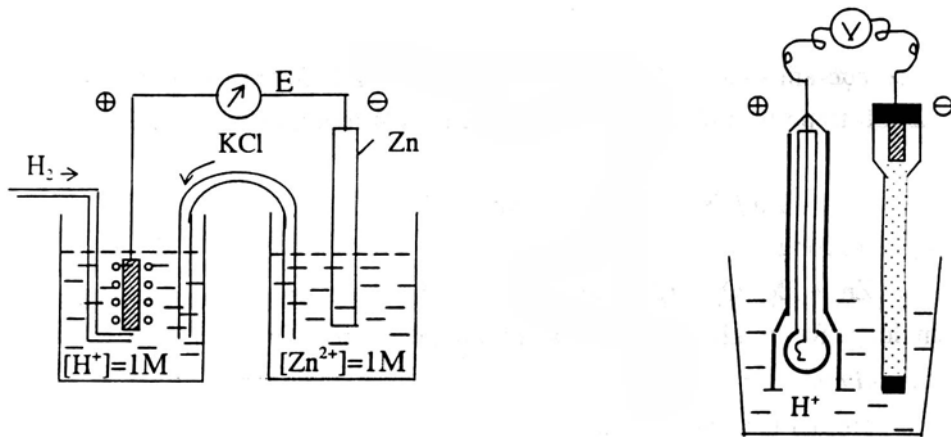 ⊕ E ⊖
KCl
Zn
H₂ →
[H⁺]=1M
[Zn²⁺]=1M
V
⊕ ⊖
H⁺